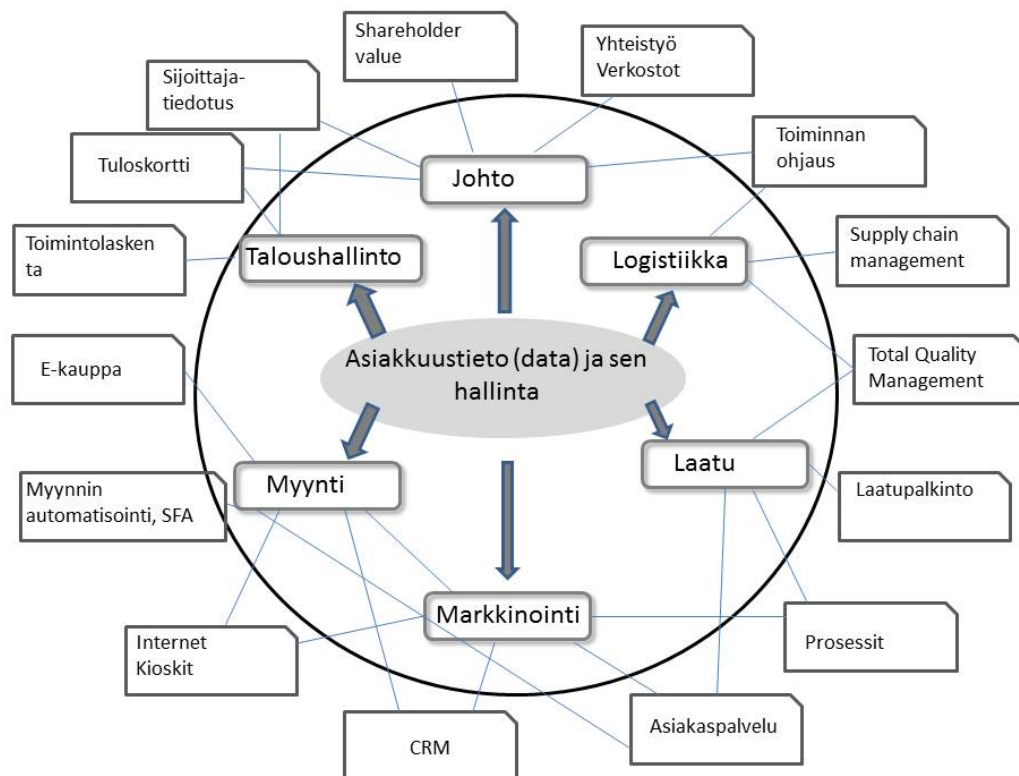 Shareholder
value
Yhteistyö
Verkostot
Sijoittaja-
tiedotus
Toiminnan
ohjaus
Tuloskortti
Johto
Toimintolasken
ta
Taloushallinto
Logistiikka
Supply chain
management
E-kauppa
Asiakkuustieto (data) ja sen
hallinta
Total Quality
Management
Myynnin
automatisointi, SFA
Myynti
Laatu
Laatupalkinto
Internet
Kioskit
Markkinointi
Prosessit
CRM
Asiakaspalvelu